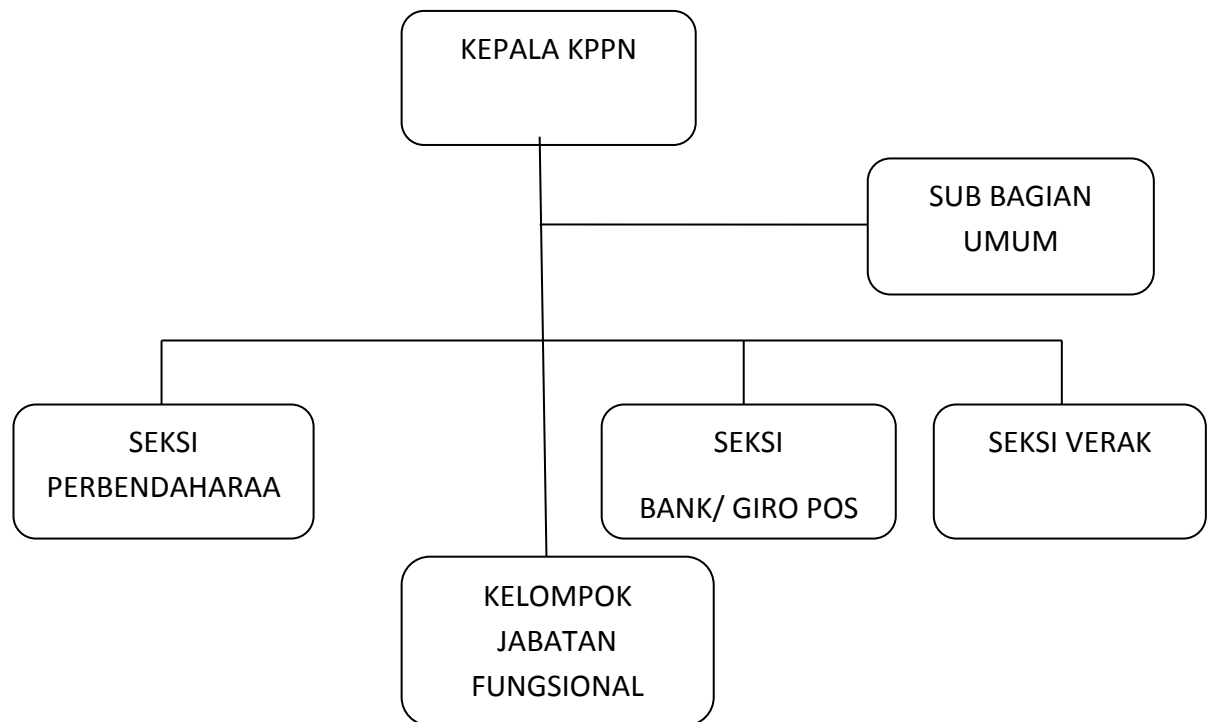 KEPALA KPPN
SUB BAGIAN
UMUM
SEKSI
PERBENDAHARAA
SEKSI
BANK/ GIRO POS
SEKSI VERAK
KELOMPOK
JABATAN
FUNGSIONAL